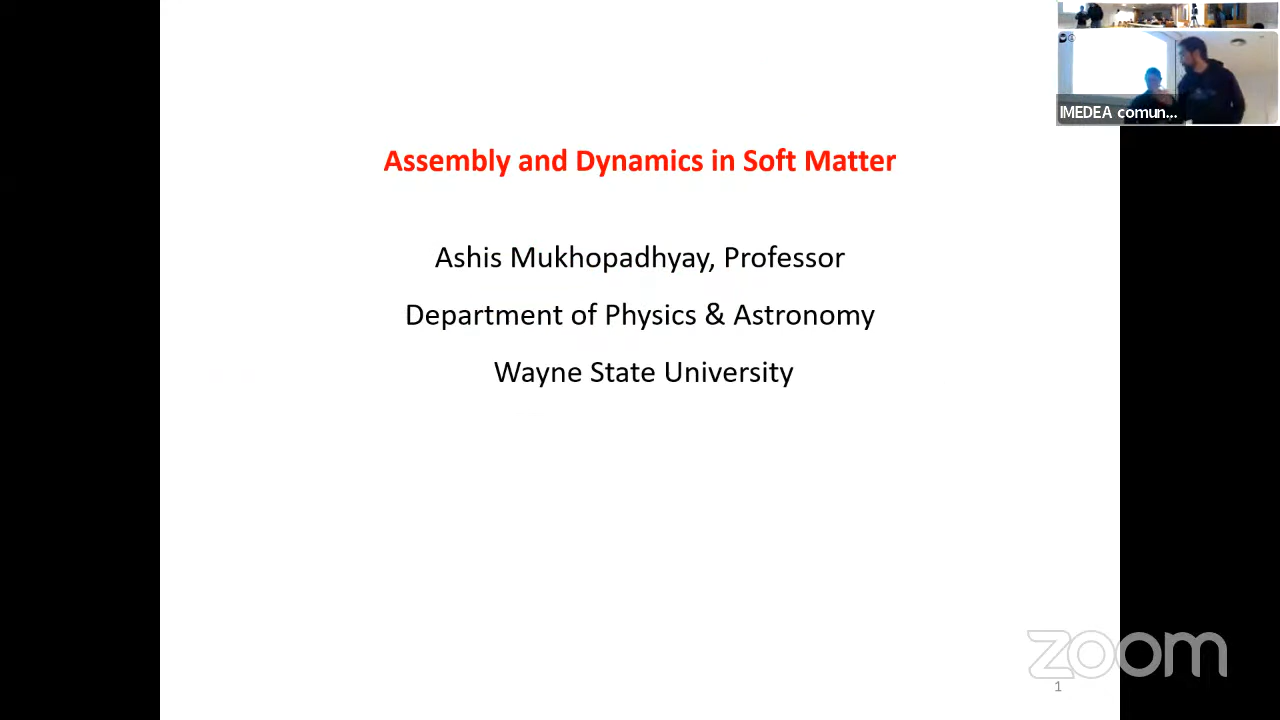 IMEDEA comun...
Assembly and Dynamics in Soft Matter
Ashis Mukhopadhyay, Professor
Department of Physics & Astronomy
Wayne State University
zoom
1